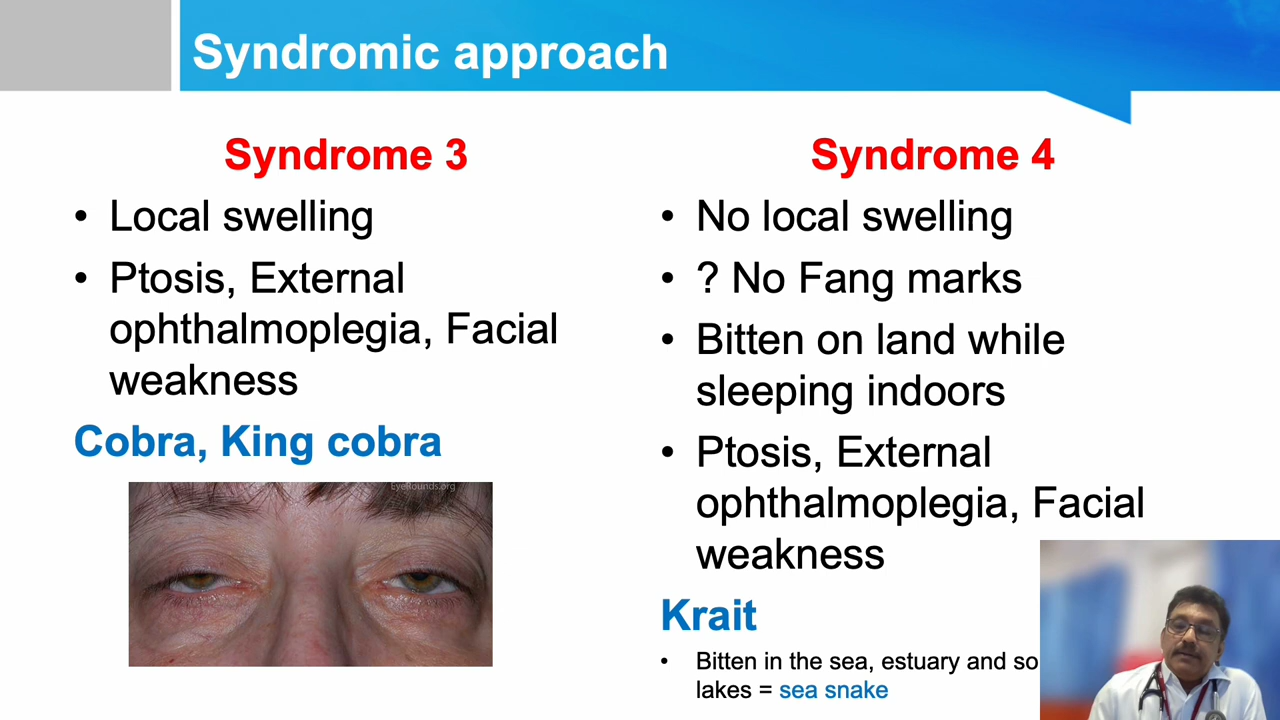 Syndromic approach
Syndrome 3
• Local swelling
• Ptosis, External
ophthalmoplegia, Facial
weakness
Cobra, King cobra
EyeRounds.org
Syndrome 4
• No local swelling
• ? No Fang marks
• Bitten on land while
sleeping indoors
• Ptosis, External
ophthalmoplegia, Facial
weakness
Krait
• Bitten in the sea, estuary and
lakes = sea snake